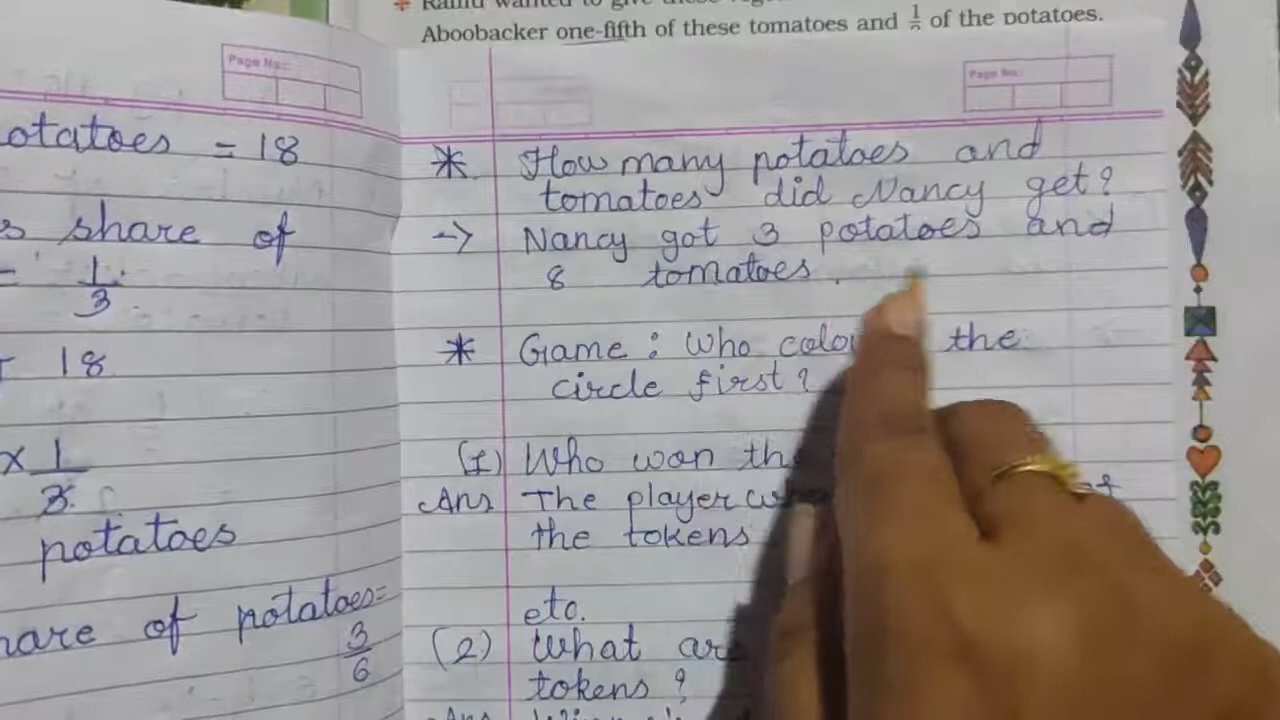 Aboobacker one-fifth of these tomatoes and of the potatoes.
Page No.:
otatoes = 18
share of
= 1/3
18
x 1/3
potatoes
share of potatoes=
3/6
Page No.:
* How many potatoes and
tomatoes did Nancy get?
-> Nancy got 3 potatoes and
8 tomatoes.
* Game: Who the
circle first?
(1) Who won
Ans The player
the tokens
etc.
(2) What are
tokens?
Ans